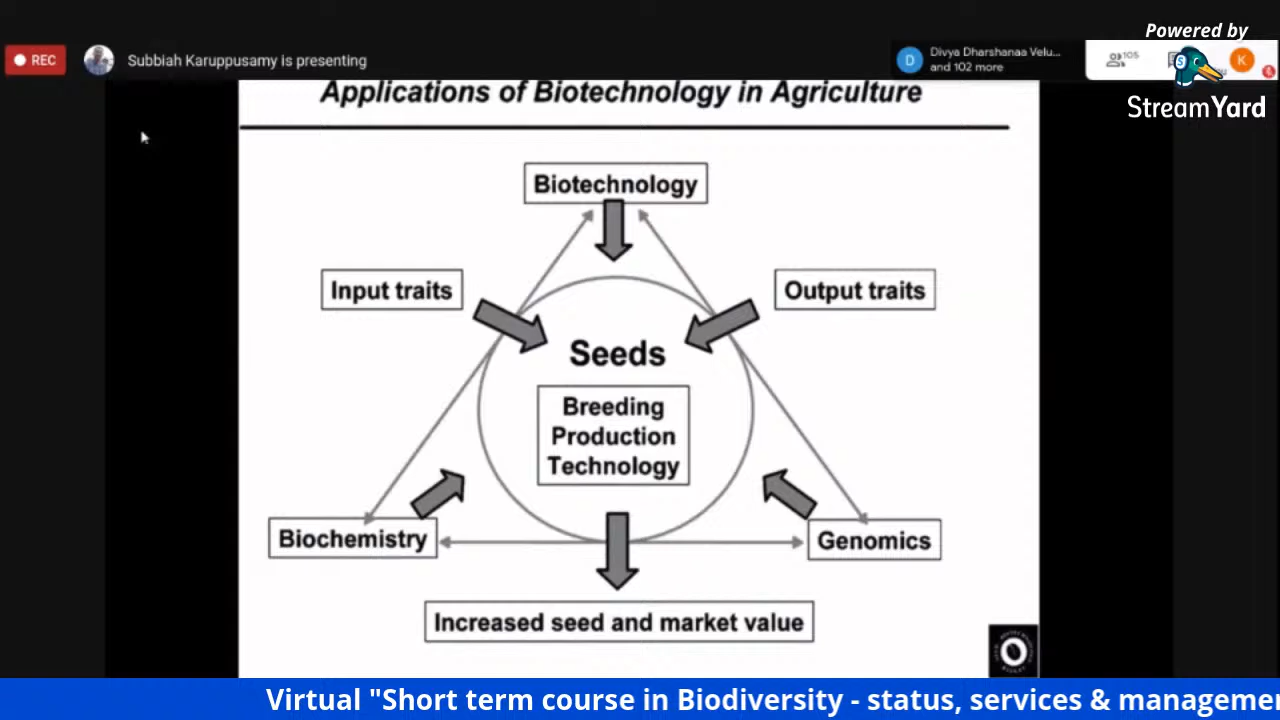 Powered by
REC
Subbiah Karuppusamy is presenting
Divya Dharshanaa Velu...
and 102 more
D
105
K
S
StreamYard
Applications of Biotechnology in Agriculture
Biotechnology
Input traits
Output traits
Seeds
Breeding
Production
Technology
Biochemistry
Genomics
Increased seed and market value
Virtual "Short term course in Biodiversity - status, services & manageme